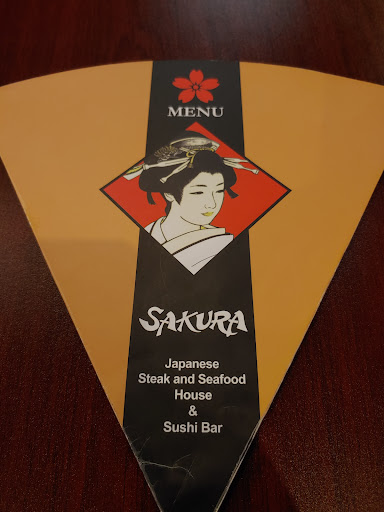 MENU
SAKURA
Japanese
Steak and Seafood
House
&
Sushi Bar